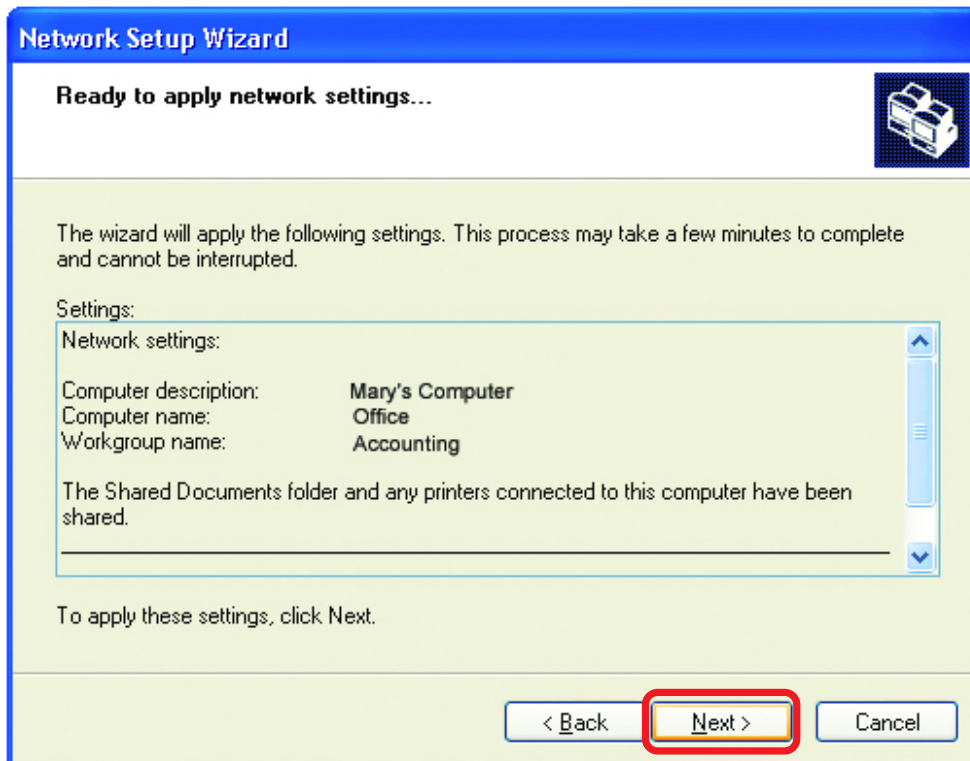 Network Setup Wizard
Ready to apply network settings...
The wizard will apply the following settings. This process may take a few minutes to complete
and cannot be interrupted.
Settings:
Network settings:
Computer description: Mary's Computer
Computer name: Office
Workgroup name: Accounting
The Shared Documents folder and any printers connected to this computer have been
shared.
To apply these settings, click Next.
< Back Next > Cancel